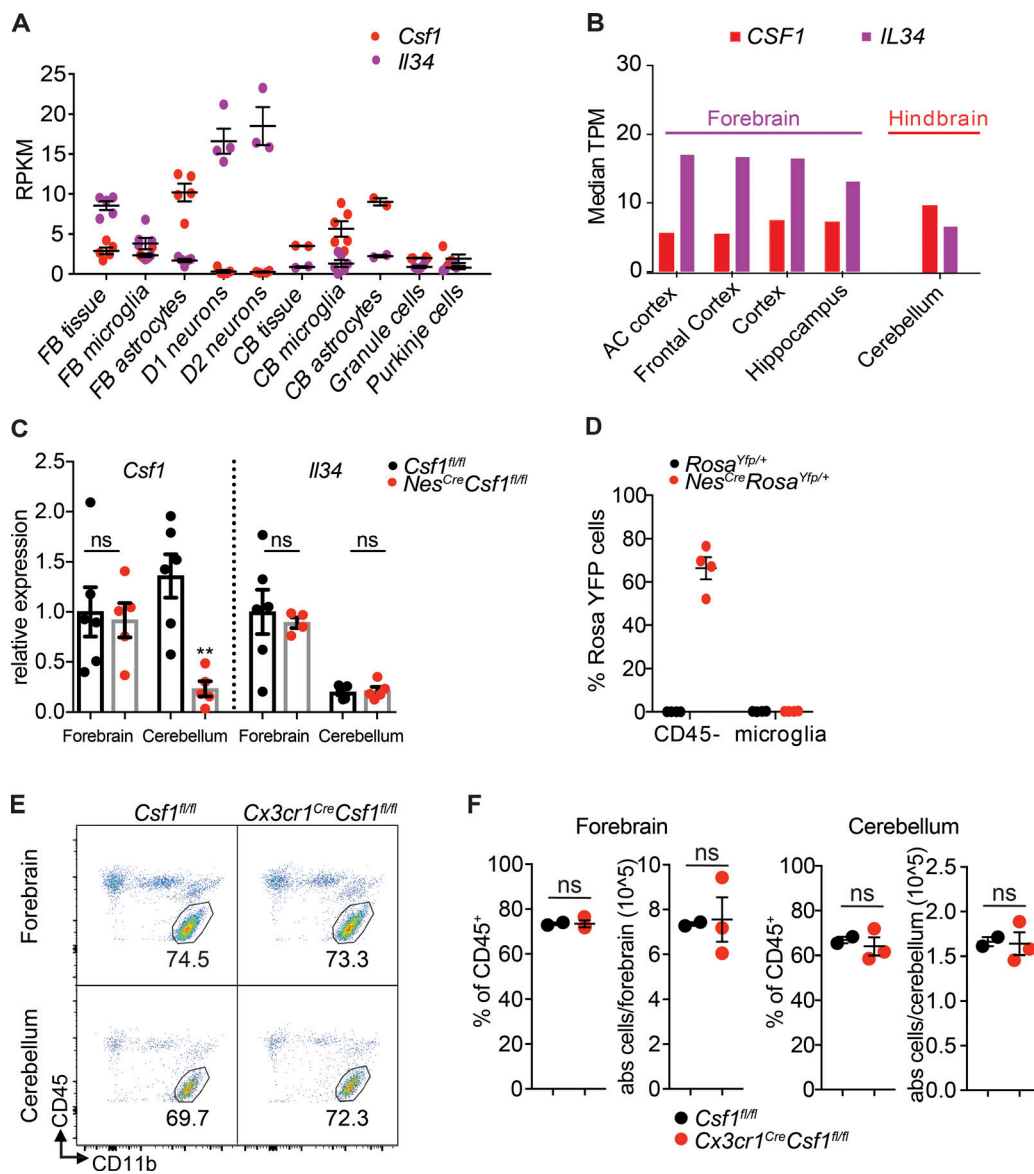 A
Csf1
Il34
25
20
15
10
5
0
RPKM
FB tissue
FB microglia
FB astrocytes
D1 neurons
D2 neurons
CB tissue
CB microglia
CB astrocytes
Granule cells
Purkinje cells
B
CSF1 IL34
30
20
10
0
Median TPM
Forebrain Hindbrain
AC cortex
Frontal Cortex
Cortex
Hippocampus
Cerebellum
C
Csf1 Il34
Csf1fl/fl
NesCreCsf1fl/fl
2.5
2.0
1.5
1.0
0.5
0.0
relative expression
ns ns ns
**
Forebrain Cerebellum Forebrain Cerebellum
D
RosaYfp/+
NesCreRosaYfp/+
100
80
60
40
20
0
% Rosa YFP cells
CD45- microglia
E
Csf1fl/fl Cx3cr1CreCsf1fl/fl
Forebrain
74.5 73.3
Cerebellum
69.7 72.3
CD45
CD11b
F
Forebrain Cerebellum
% of CD45+
100
80
60
40
20
0
ns
abs cells/forebrain (10^5)
10
8
6
4
2
0
ns
% of CD45+
100
80
60
40
20
0
ns
abs cells/cerebellum (10^5)
2.5
2.0
1.5
1.0
0.5
0.0
ns
Csf1fl/fl
Cx3cr1CreCsf1fl/fl